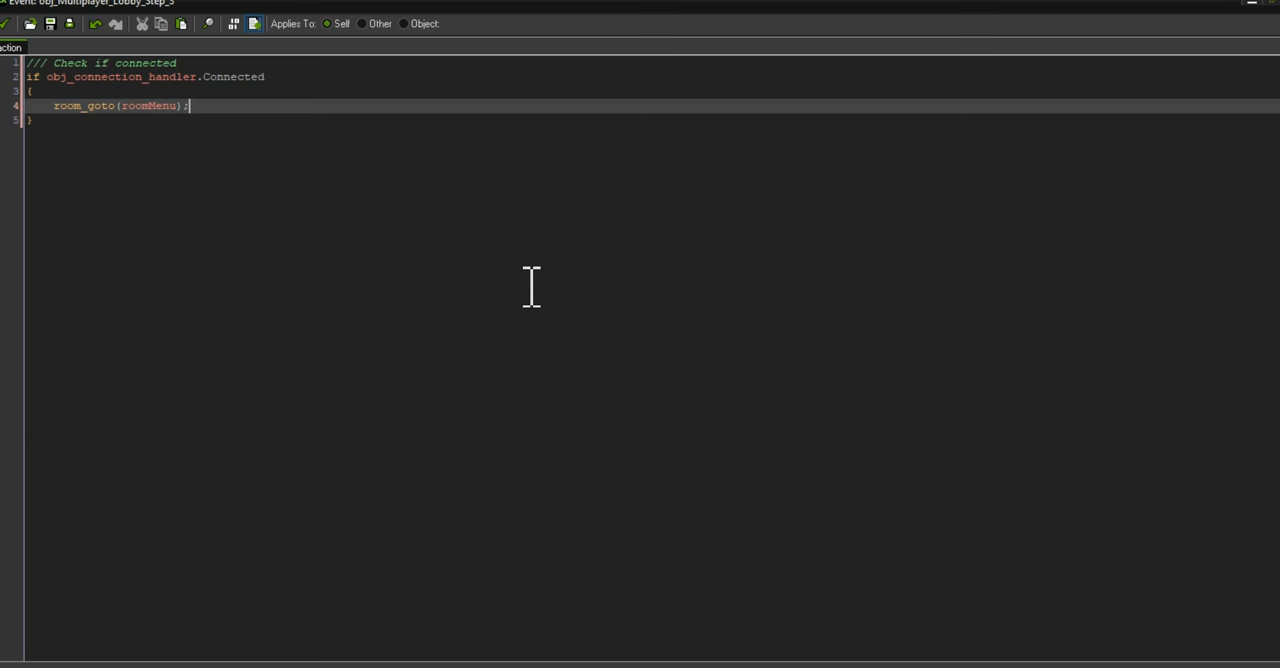 Event: obj_Multiplayer_Lobby_Step_3
Applies To: Self Other Object:
action
1 /// Check if connected
2 if obj_connection_handler.Connected
3 {
4 room_goto(roomMenu);
5 }